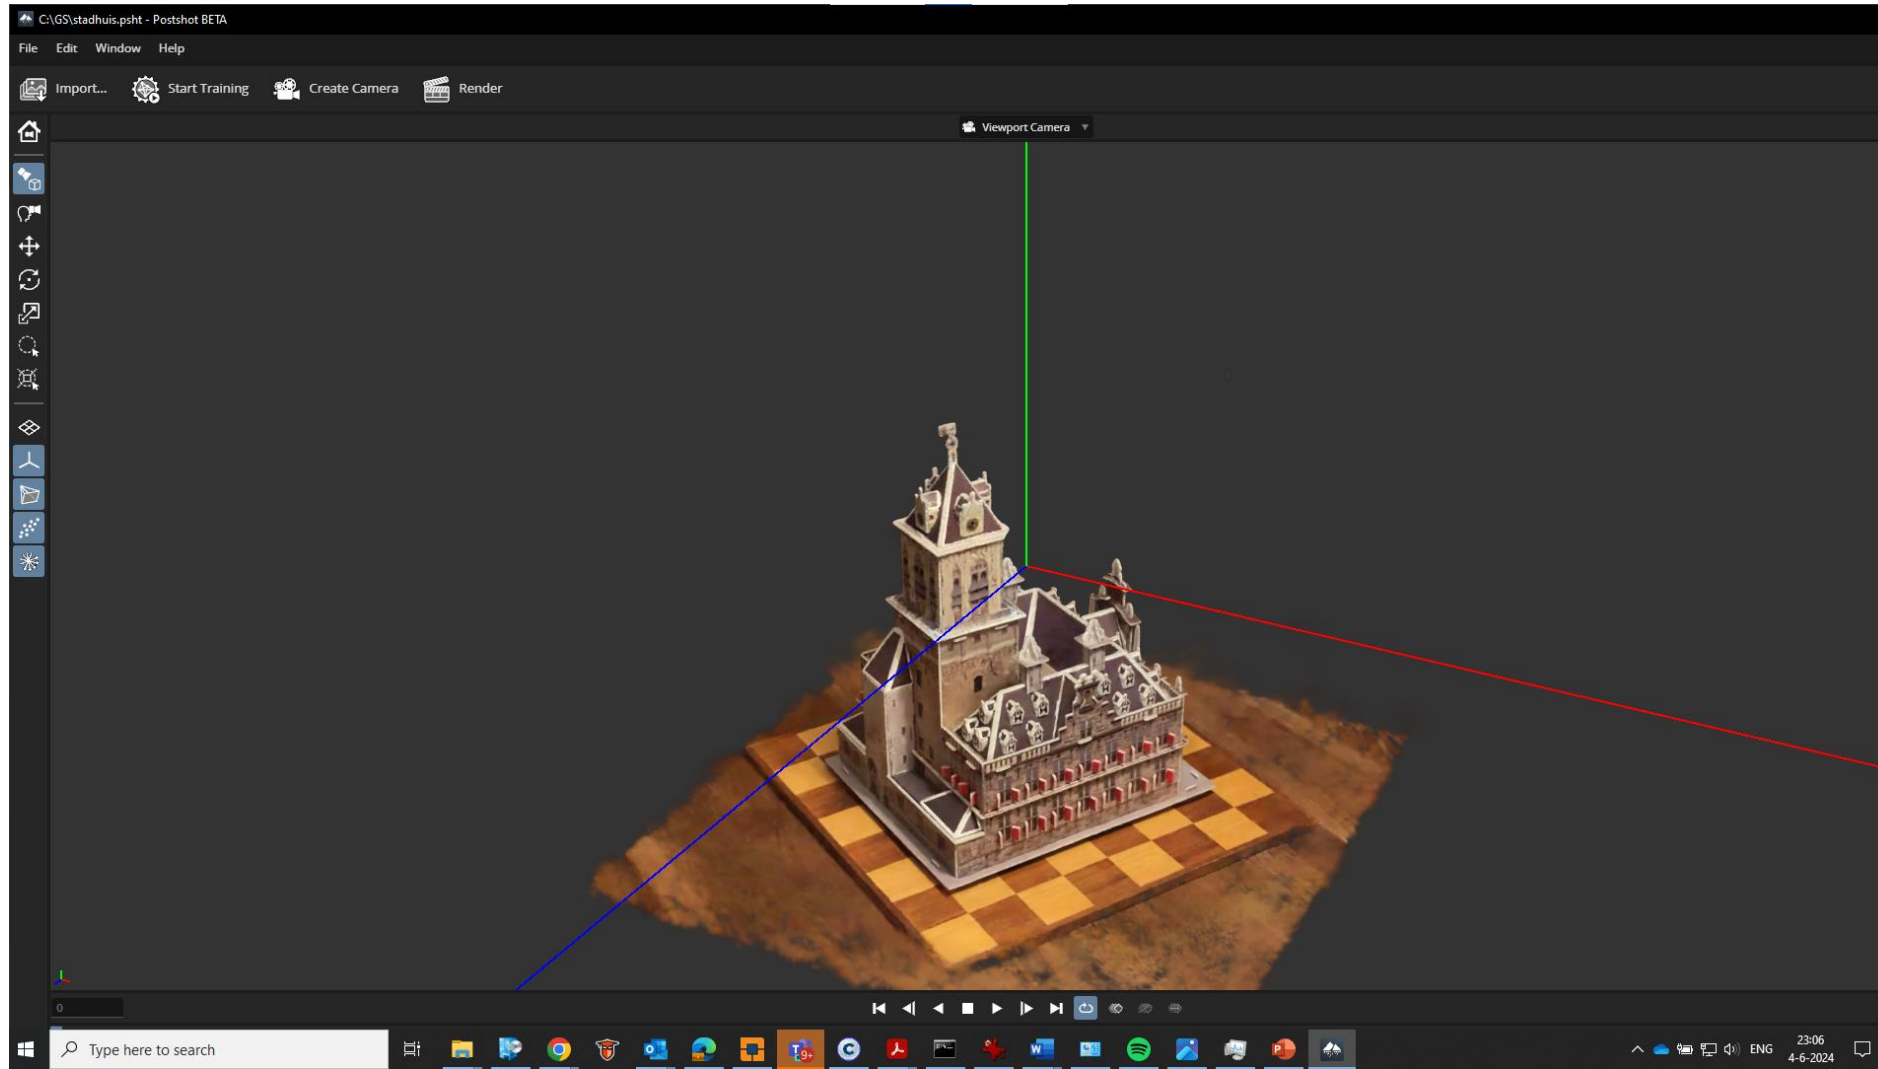 C:\GS\stadhuis.psht - Postshot BETA
File Edit Window Help
Import... Start Training Create Camera Render
Viewport Camera
0
Type here to search
9+
ENG
23:06
4-6-2024